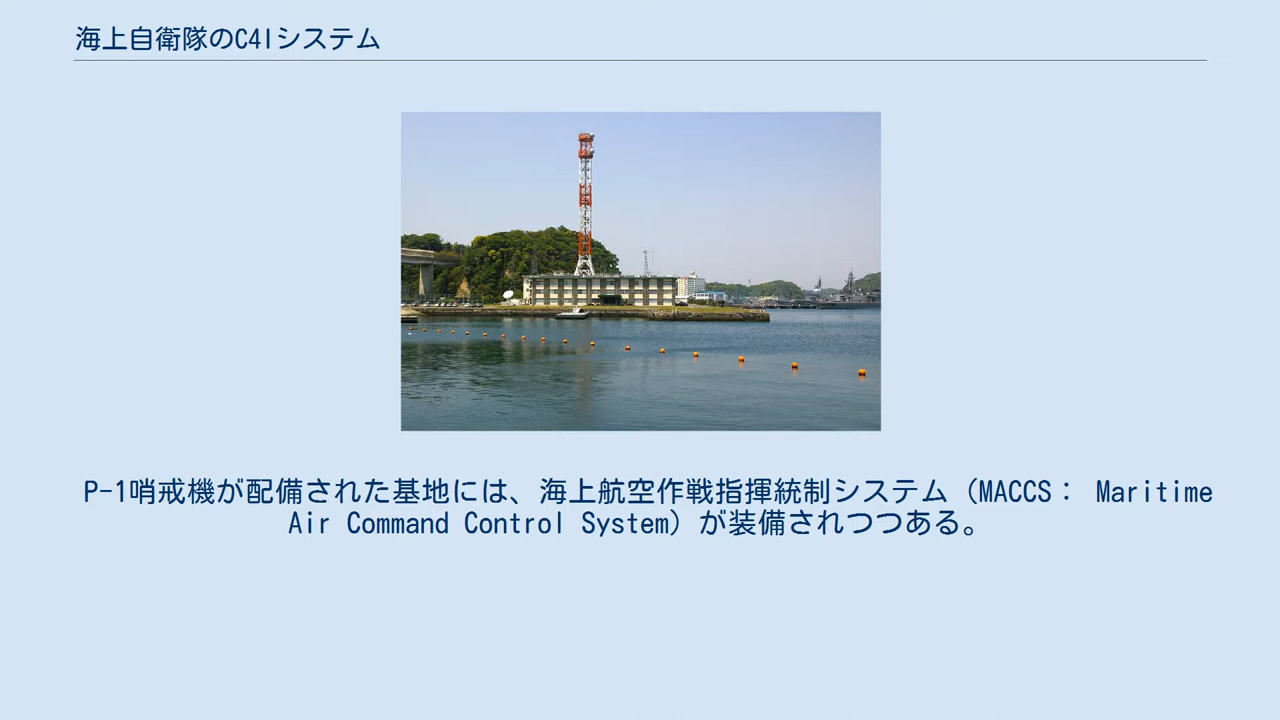 海上自衛隊のC4Iシステム
P-1哨戒機が配備された基地には、海上航空作戦指揮統制システム（MACCS： Maritime
Air Command Control System）が装備されつつある。